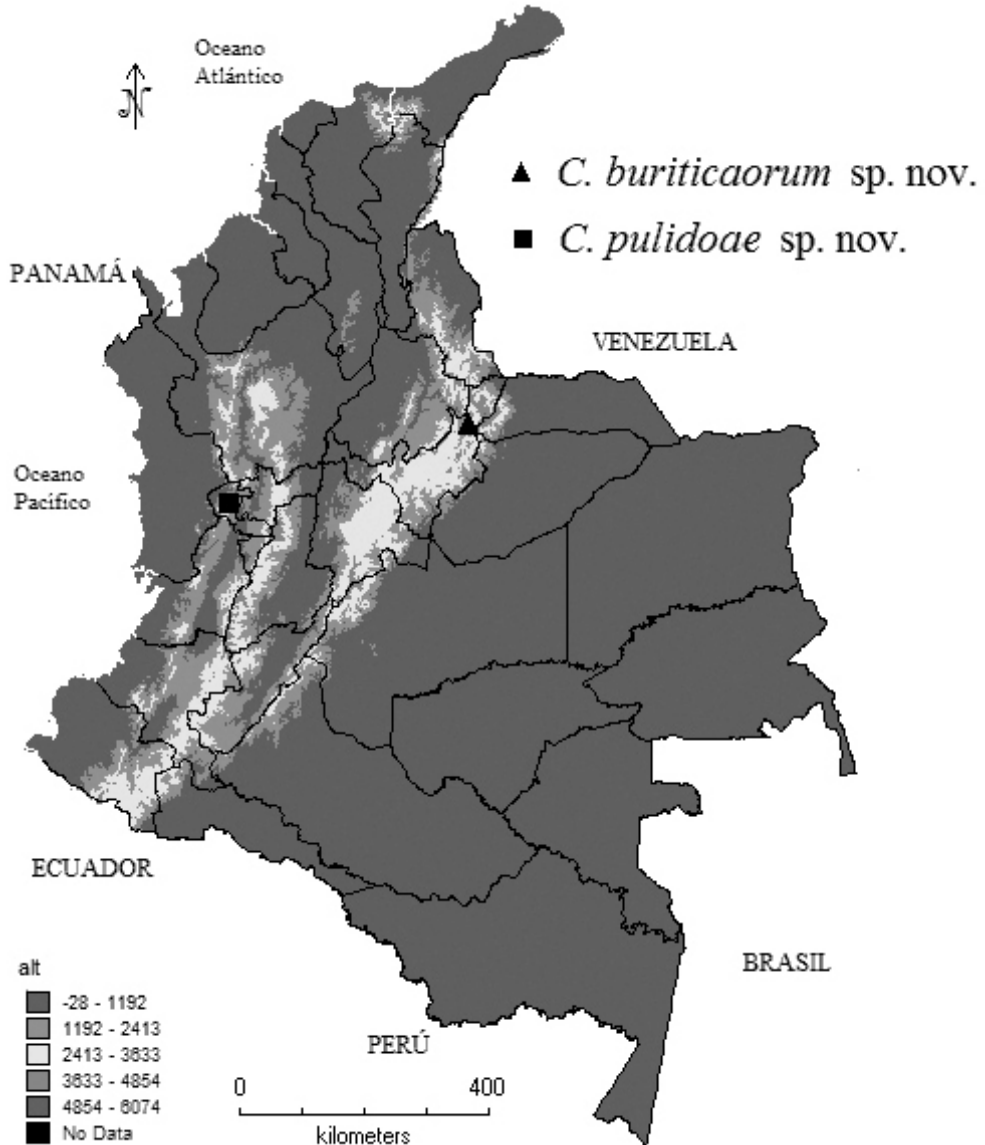 Oceano
Atlántico
N
C. buriticaorum sp. nov.
C. pulidoae sp. nov.
PANAMÁ
VENEZUELA
Oceano
Pacífico
ECUADOR
BRASIL
PERÚ
alt
-28 - 1192
1192 - 2413
2413 - 3633
3633 - 4854
4854 - 6074
No Data
0 400
kilometers